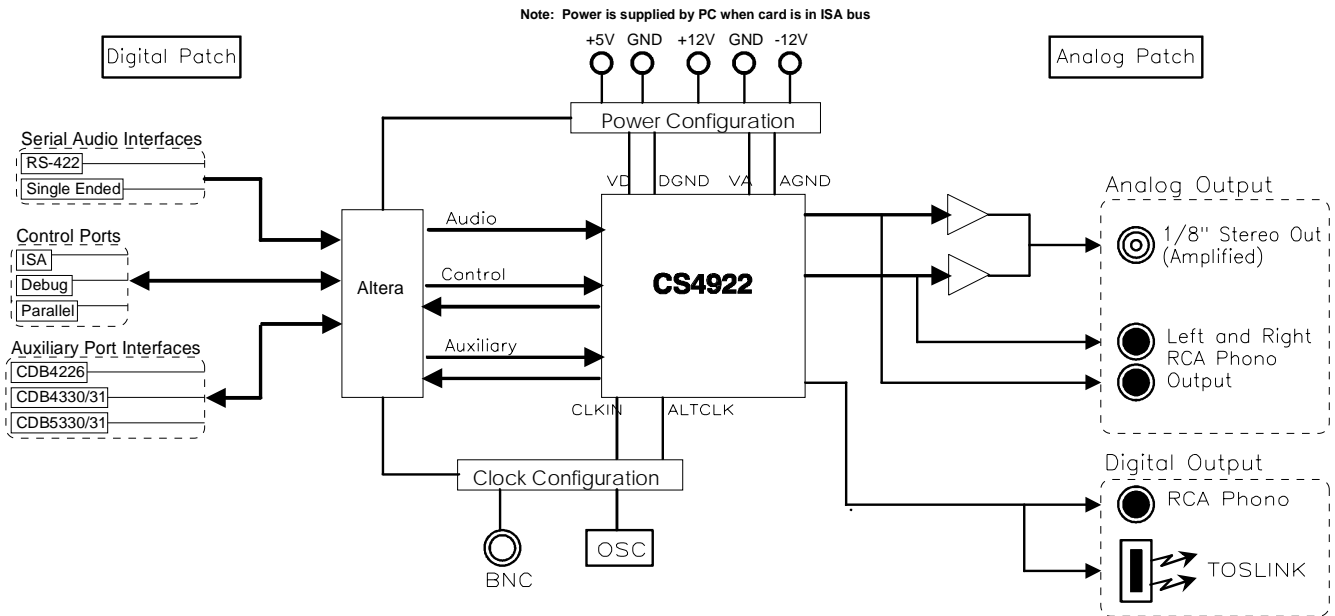 Note: Power is supplied by PC when card is in ISA bus
+5V GND +12V GND -12V
Digital Patch
Analog Patch
Power Configuration
Serial Audio Interfaces
RS-422
Single Ended
Control Ports
ISA
Debug
Parallel
Auxiliary Port Interfaces
CDB4226
CDB4330/31
CDB5330/31
Altera
Audio
Control
Auxiliary
VD DGND VA AGND
CS4922
CLKIN ALTCLK
Clock Configuration
BNC
OSC
Analog Output
1/8" Stereo Out
(Amplified)
Left and Right
RCA Phono
Output
Digital Output
RCA Phono
TOSLINK